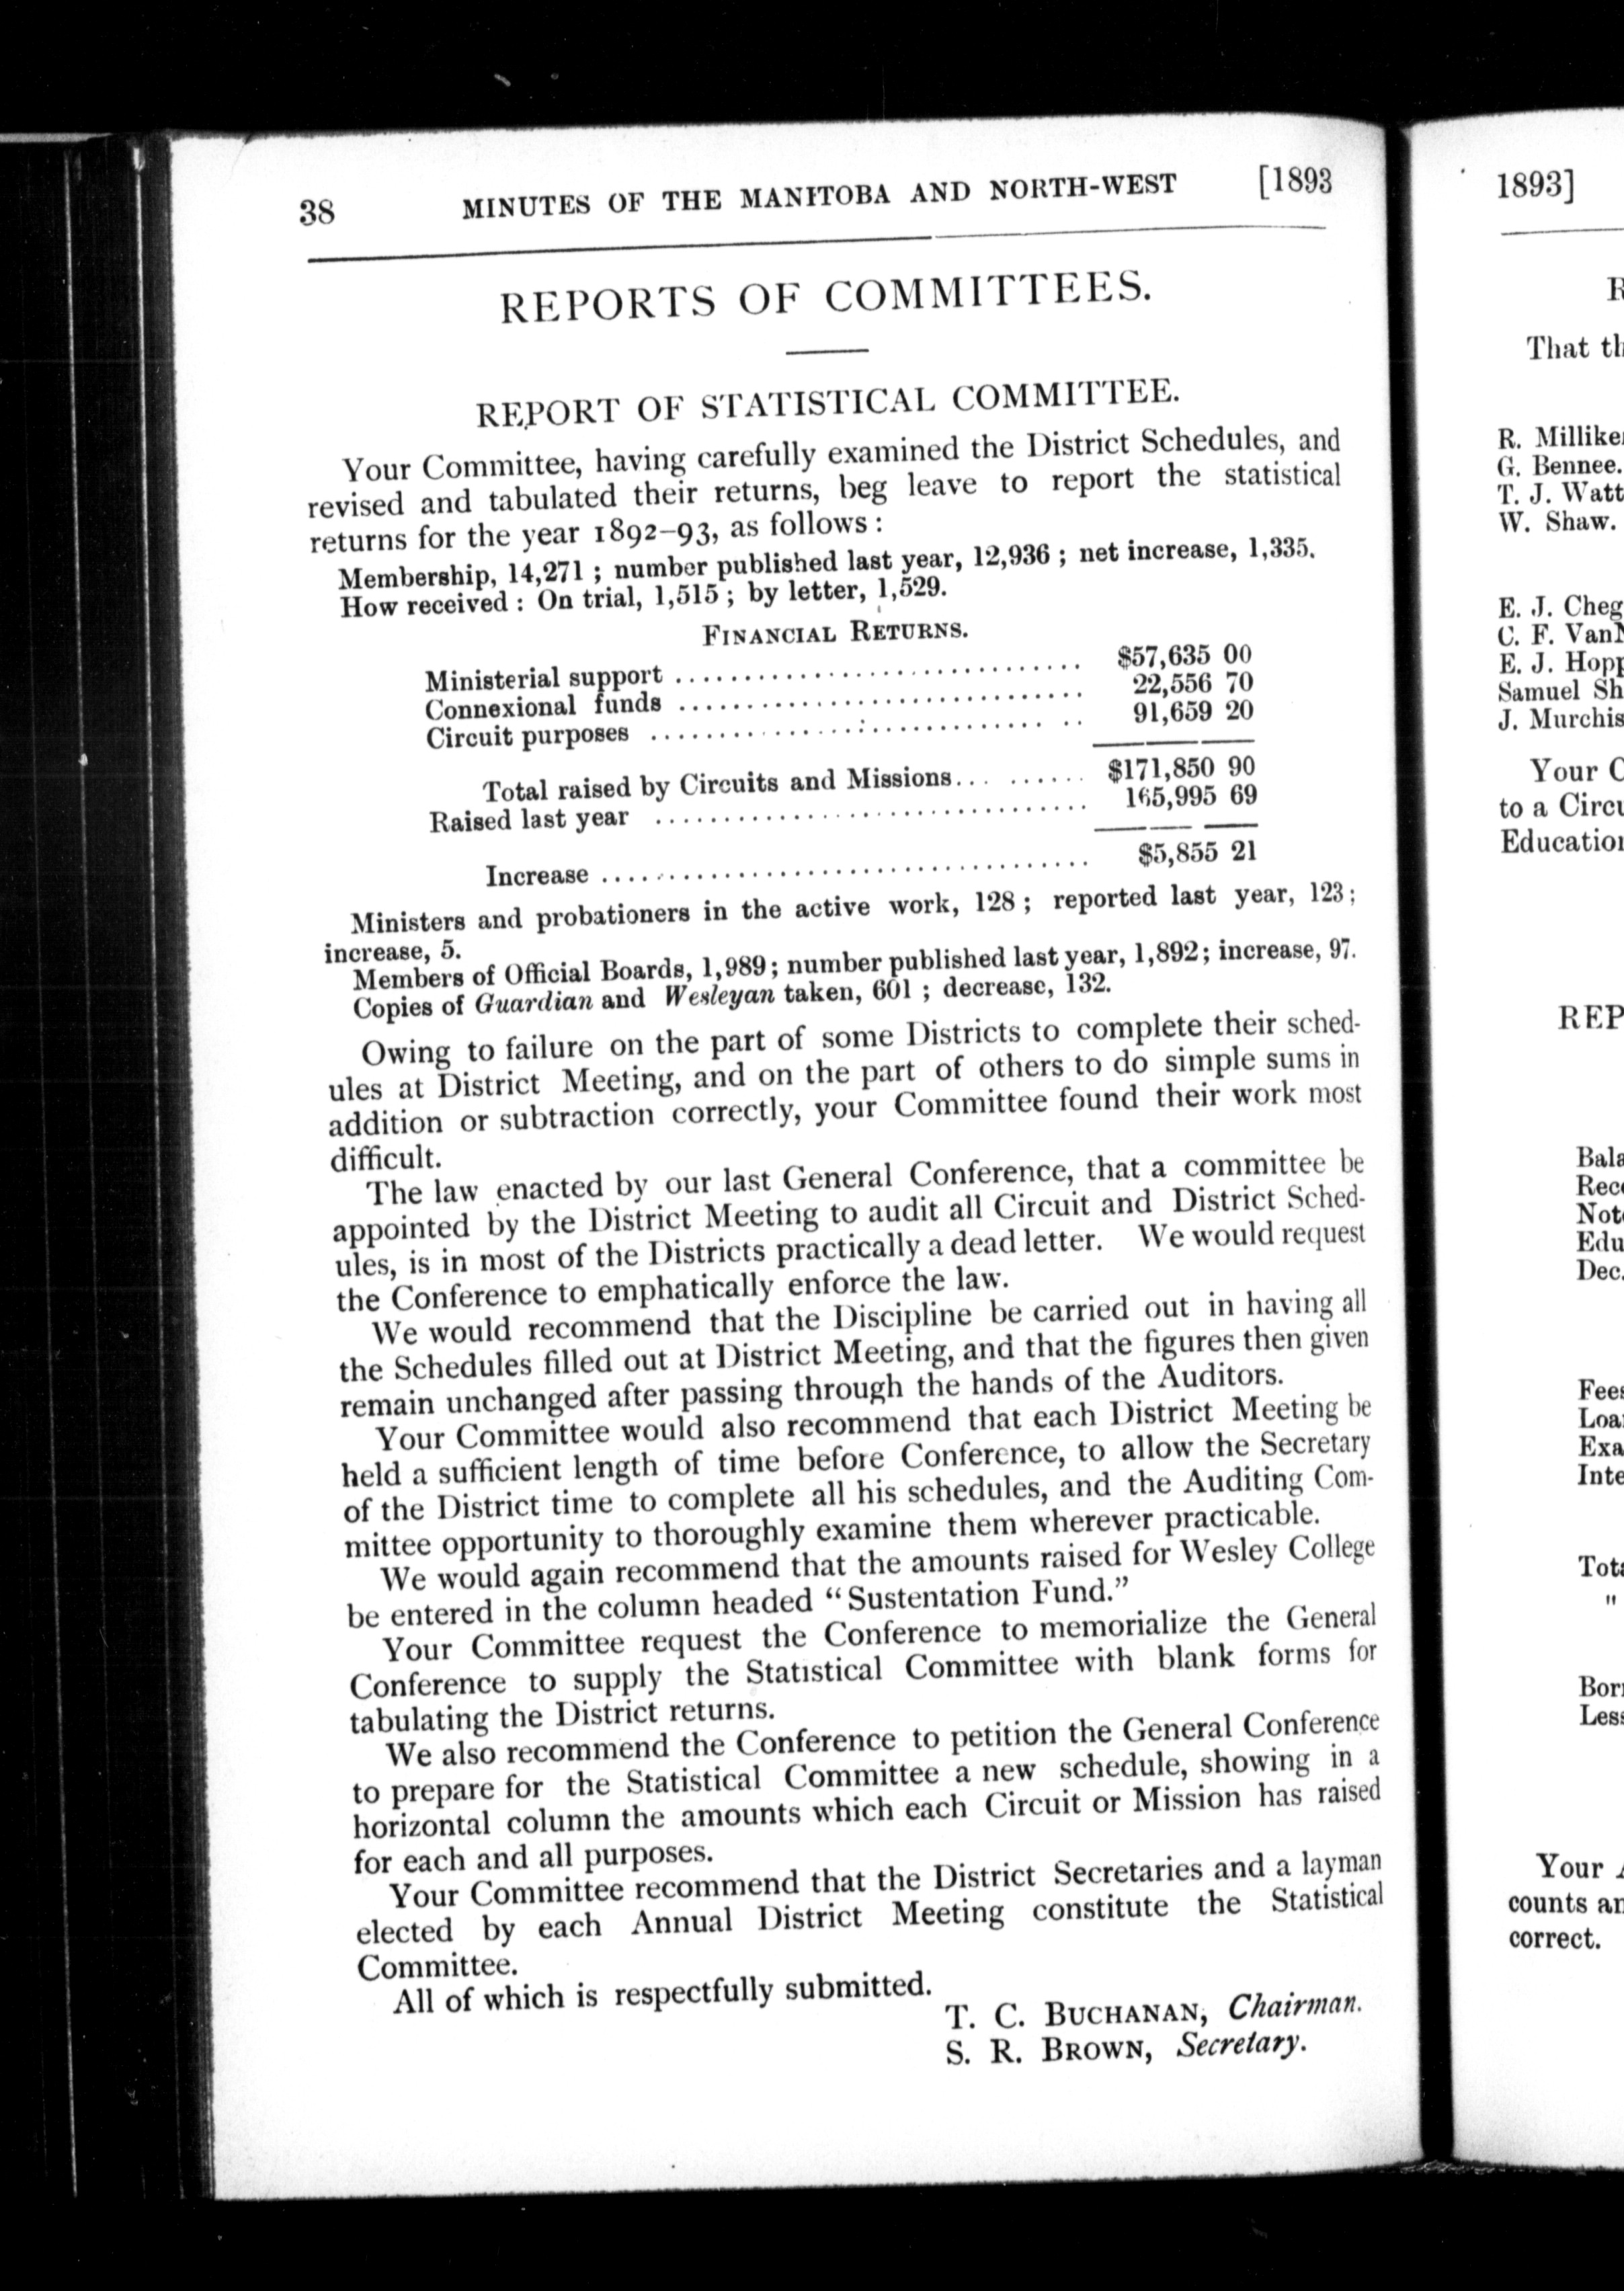 38 MINUTES OF THE MANITOBA AND NORTH-WEST [1893
REPORTS OF COMMITTEES.
REPORT OF STATISTICAL COMMITTEE.
Your Committee, having carefully examined the District Schedules, and
revised and tabulated their returns, beg leave to report the statistical
returns for the year 1892–93, as follows :
Membership, 14,271 ; number published last year, 12,936 ; net increase, 1,335.
How received : On trial, 1,515 ; by letter, 1,529.
FINANCIAL RETURNS.
Ministerial support .............................. $57,635 00
Connexional funds .............................. 22,556 70
Circuit purposes .............................. 91,659 20
Total raised by Circuits and Missions... ...... $171,850 90
Raised last year .............................. 165,995 69
Increase .............................. $5,855 21
Ministers and probationers in the active work, 128 ; reported last year, 123 ;
increase, 5.
Members of Official Boards, 1,989 ; number published last year, 1,892 ; increase, 97.
Copies of Guardian and Wesleyan taken, 601 ; decrease, 132.
Owing to failure on the part of some Districts to complete their sched-
ules at District Meeting, and on the part of others to do simple sums in
addition or subtraction correctly, your Committee found their work most
difficult.
The law enacted by our last General Conference, that a committee be
appointed by the District Meeting to audit all Circuit and District Sched-
ules, is in most of the Districts practically a dead letter. We would request
the Conference to emphatically enforce the law.
We would recommend that the Discipline be carried out in having all
the Schedules filled out at District Meeting, and that the figures then given
remain unchanged after passing through the hands of the Auditors.
Your Committee would also recommend that each District Meeting be
held a sufficient length of time before Conference, to allow the Secretary
of the District time to complete all his schedules, and the Auditing Com-
mittee opportunity to thoroughly examine them wherever practicable.
We would again recommend that the amounts raised for Wesley College
be entered in the column headed “Sustentation Fund.”
Your Committee request the Conference to memorialize the General
Conference to supply the Statistical Committee with blank forms for
tabulating the District returns.
We also recommend the Conference to petition the General Conference
to prepare for the Statistical Committee a new schedule, showing in a
horizontal column the amounts which each Circuit or Mission has raised
for each and all purposes.
Your Committee recommend that the District Secretaries and a layman
elected by each Annual District Meeting constitute the Statistical
Committee.
All of which is respectfully submitted.
T. C. BUCHANAN, Chairman.
S. R. BROWN, Secretary.
1893]
That
R.
G. Bennee.
T. J. Watt
W. Shaw.
E. J.
C. F.
E. J.
Samuel
J.
Your
to a
REP
Dec.
Tota
"
Your
counts
correct.